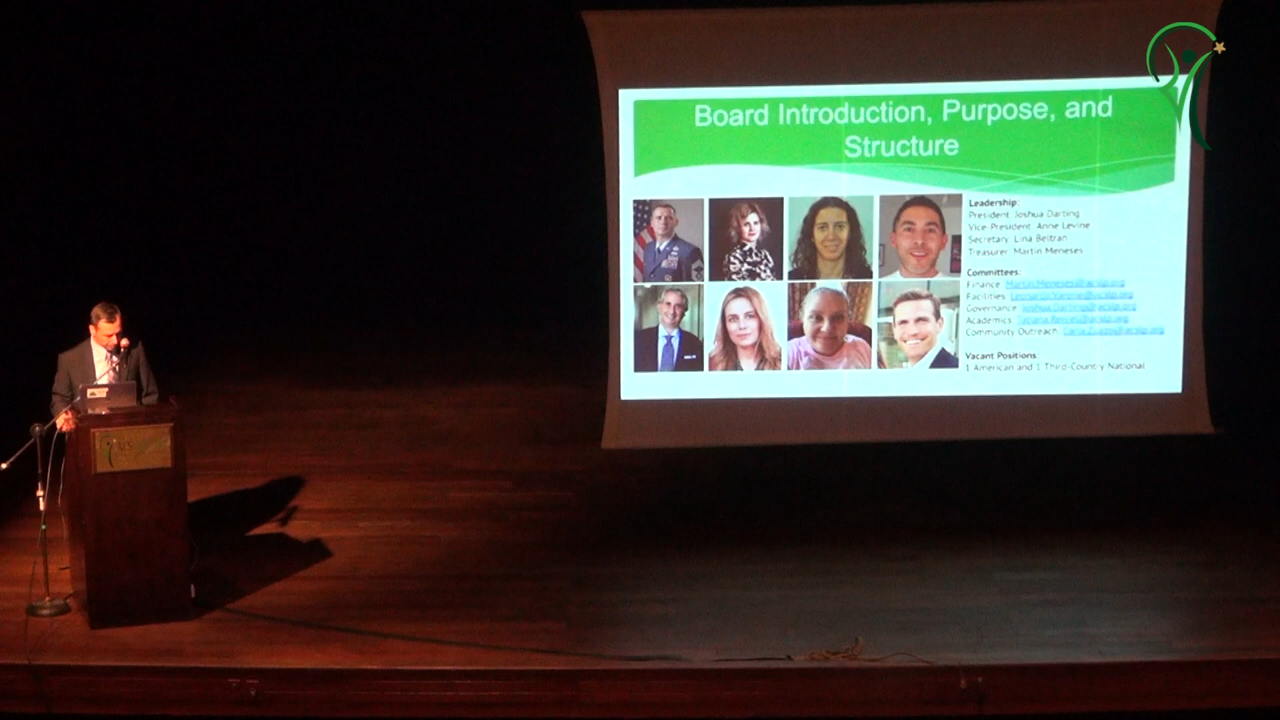 Board Introduction, Purpose, and
Structure
Leadership:
President: Joshua Darting
Vice-President: Anne Levine
Secretary: Lina Beltran
Treasurer: Martin Meneses
Committees:
Finance:
Facilities:
Governance:
Academics:
Community Outreach:
Vacant Positions:
1 American and 1 Third-Country National